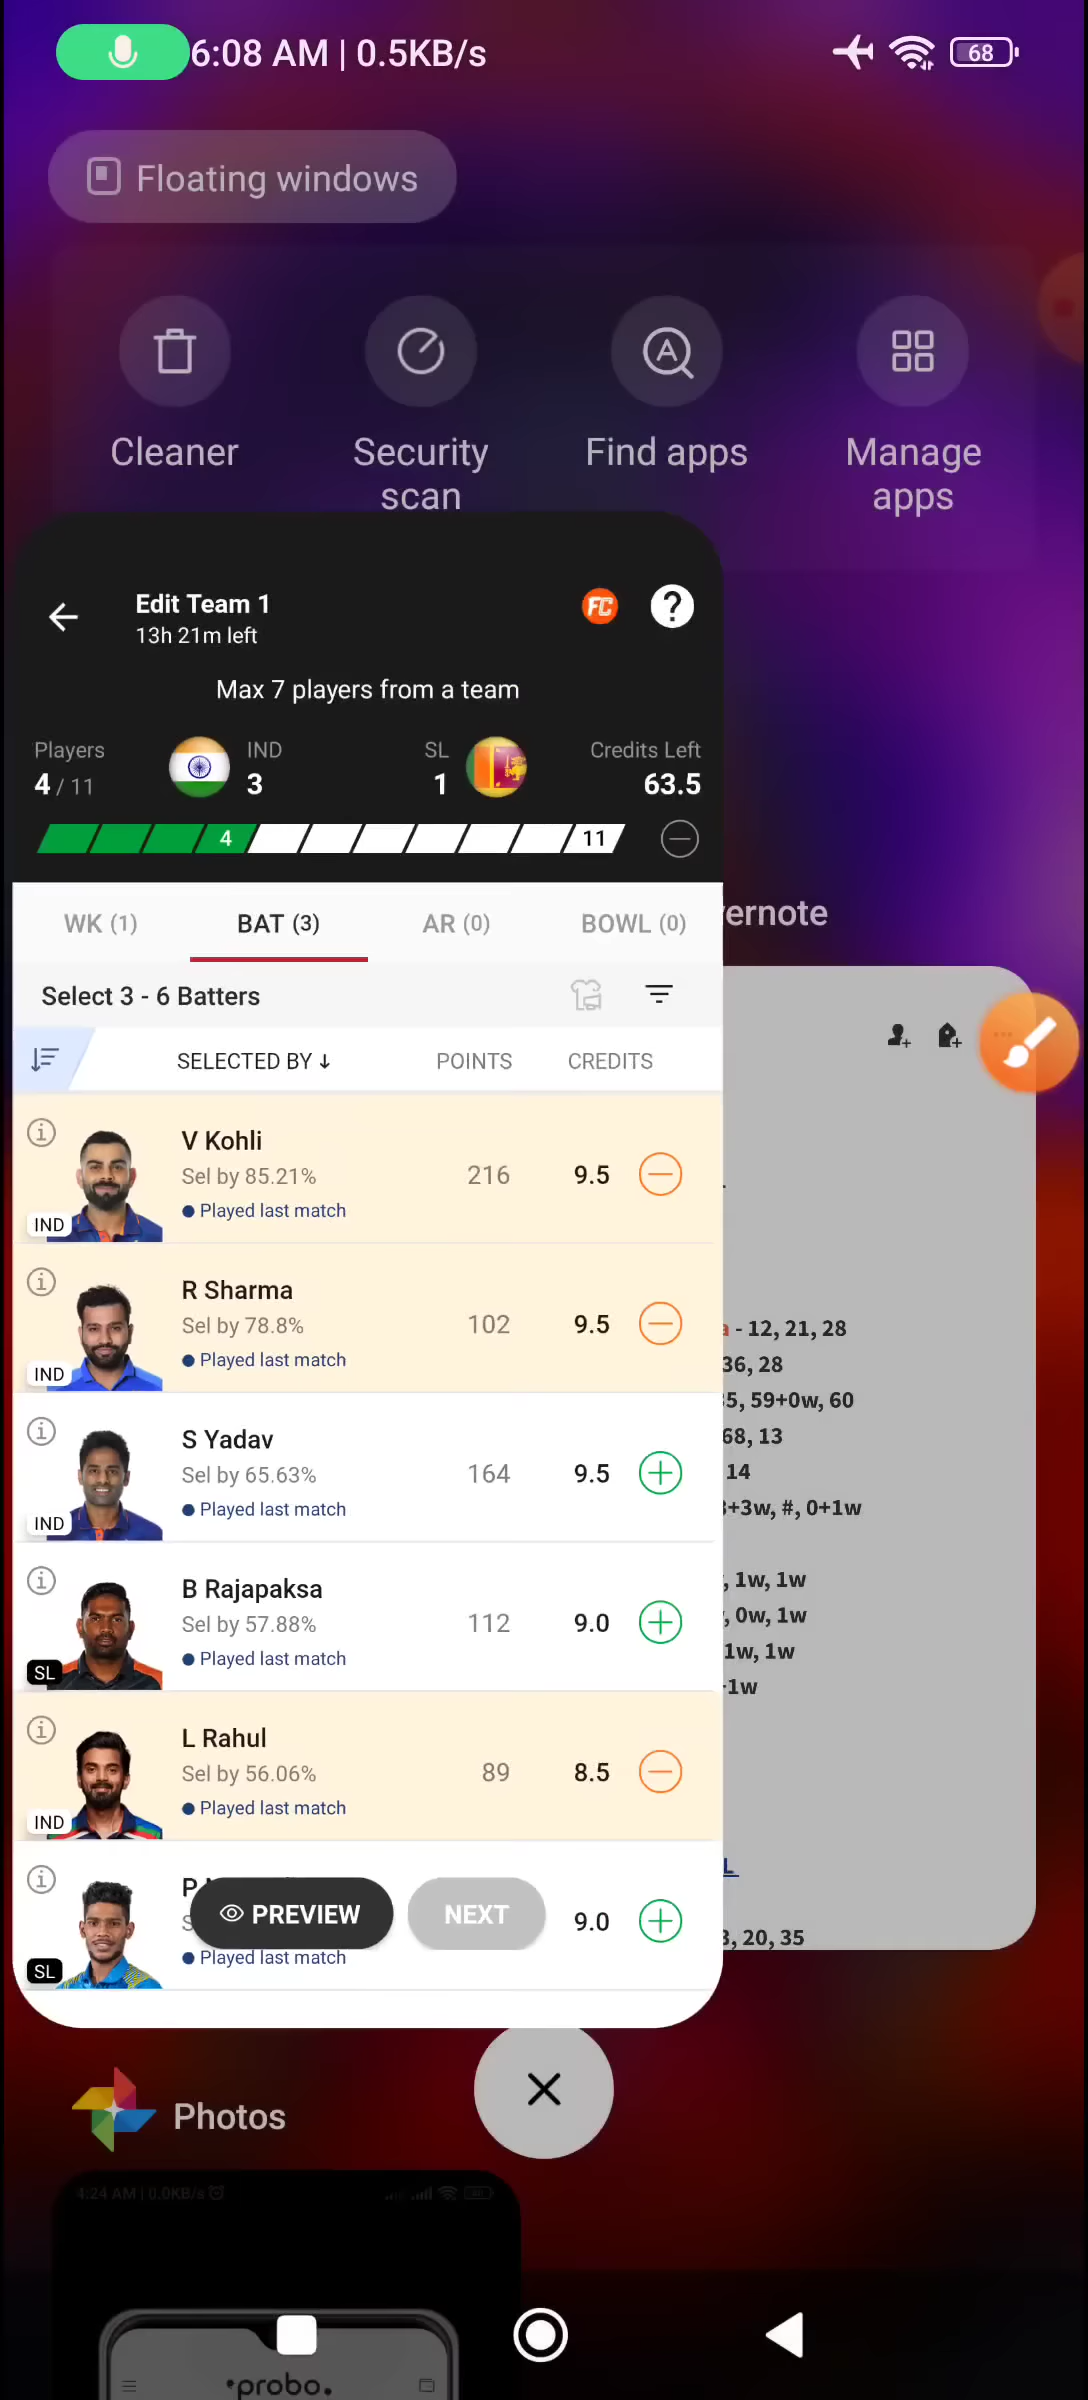 6:08 AM | 0.5KB/s
68
Floating windows
Cleaner
Security scan
Find apps
Manage apps
Edit Team 1
13h 21m left
FC
?
Max 7 players from a team
Players
4 / 11
IND
3
SL
1
Credits Left
63.5
4
11
WK (1)
BAT (3)
AR (0)
BOWL (0)
Select 3 - 6 Batters
SELECTED BY ↓
POINTS
CREDITS
V Kohli
Sel by 85.21%
Played last match
IND
216
9.5
R Sharma
Sel by 78.8%
Played last match
IND
102
9.5
S Yadav
Sel by 65.63%
Played last match
IND
164
9.5
B Rajapaksa
Sel by 57.88%
Played last match
SL
112
9.0
L Rahul
Sel by 56.06%
Played last match
IND
89
8.5
P
S
Played last match
SL
9.0
PREVIEW
NEXT
vernote
- 12, 21, 28
36, 28
5, 59+0w, 60
68, 13
14
+3w, #, 0+1w
, 1w, 1w
, 0w, 1w
1w, 1w
1w
L
3, 20, 35
Photos
4:24 AM | 0.0KB/s
probo.